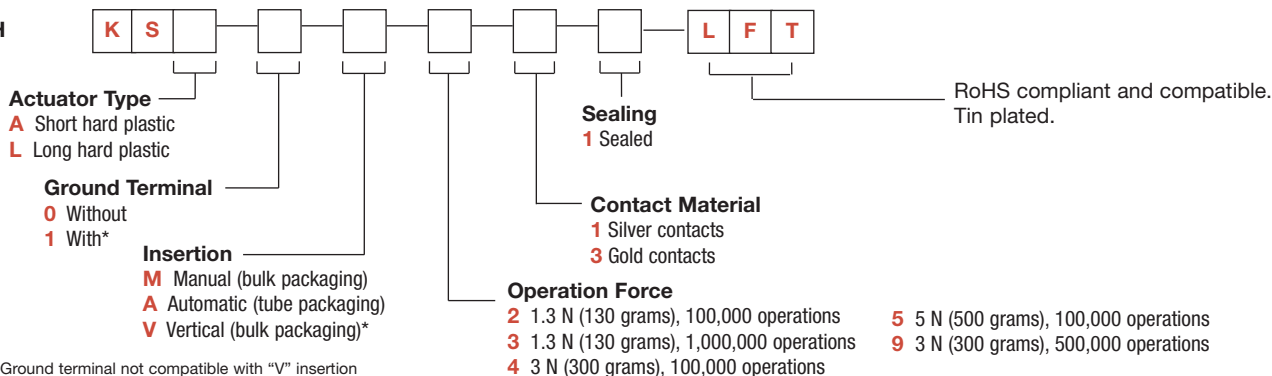 H
K S L F T
Actuator Type
A Short hard plastic
L Long hard plastic
Ground Terminal
0 Without
1 With*
Insertion
M Manual (bulk packaging)
A Automatic (tube packaging)
V Vertical (bulk packaging)*
Operation Force
2 1.3 N (130 grams), 100,000 operations
3 1.3 N (130 grams), 1,000,000 operations
4 3 N (300 grams), 100,000 operations
5 5 N (500 grams), 100,000 operations
9 3 N (300 grams), 500,000 operations
Contact Material
1 Silver contacts
3 Gold contacts
Sealing
1 Sealed
RoHS compliant and compatible.
Tin plated.
Ground terminal not compatible with “V” insertion